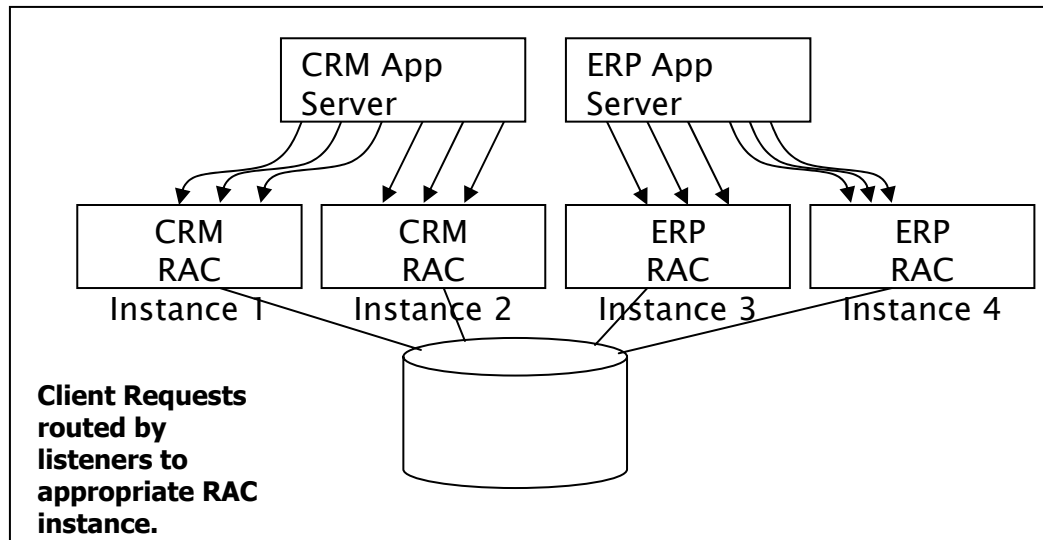 CRM App
Server
ERP App
Server
CRM
RAC
Instance 1
CRM
RAC
Instance 2
ERP
RAC
Instance 3
ERP
RAC
Instance 4
Client Requests
routed by
listeners to
appropriate RAC
instance.